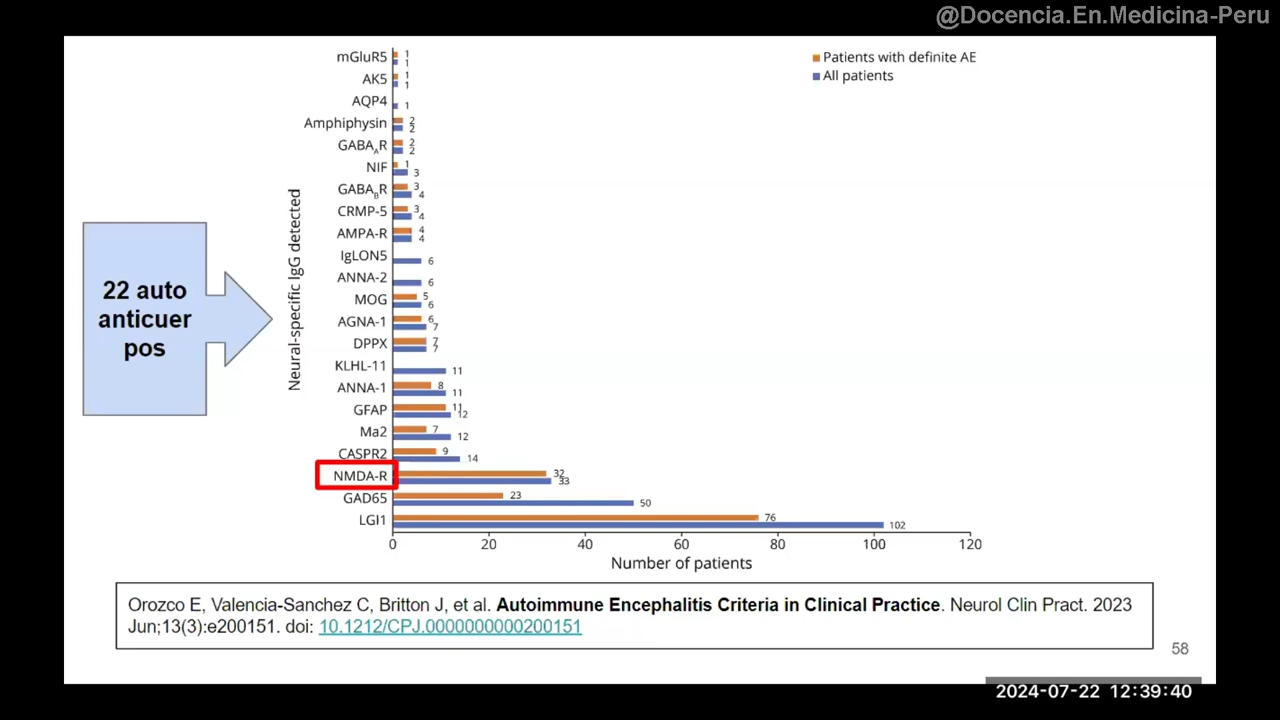 @Docencia.En.Medicina-Peru
Patients with definite AE
All patients
22 auto
anticuer
pos
Neural-specific IgG detected
mGluR5 1 1
AK5 1 1
AQP4 1
Amphiphysin 2 2
GABA_AR 2 2
NIF 1 3
GABA_BR 3 4
CRMP-5 3 4
AMPA-R 4 4
IgLON5 6
ANNA-2 6
MOG 5 6
AGNA-1 6 7
DPPX 7 7
KLHL-11 11
ANNA-1 8 11
GFAP 11 12
Ma2 7 12
CASPR2 9 14
NMDA-R 32 33
GAD65 23 50
LGI1 76 102
0 20 40 60 80 100 120
Number of patients
Orozco E, Valencia-Sanchez C, Britton J, et al. Autoimmune Encephalitis Criteria in Clinical Practice. Neurol Clin Pract. 2023
Jun;13(3):e200151. doi: 10.1212/CPJ.0000000000200151
58
2024-07-22 12:39:40